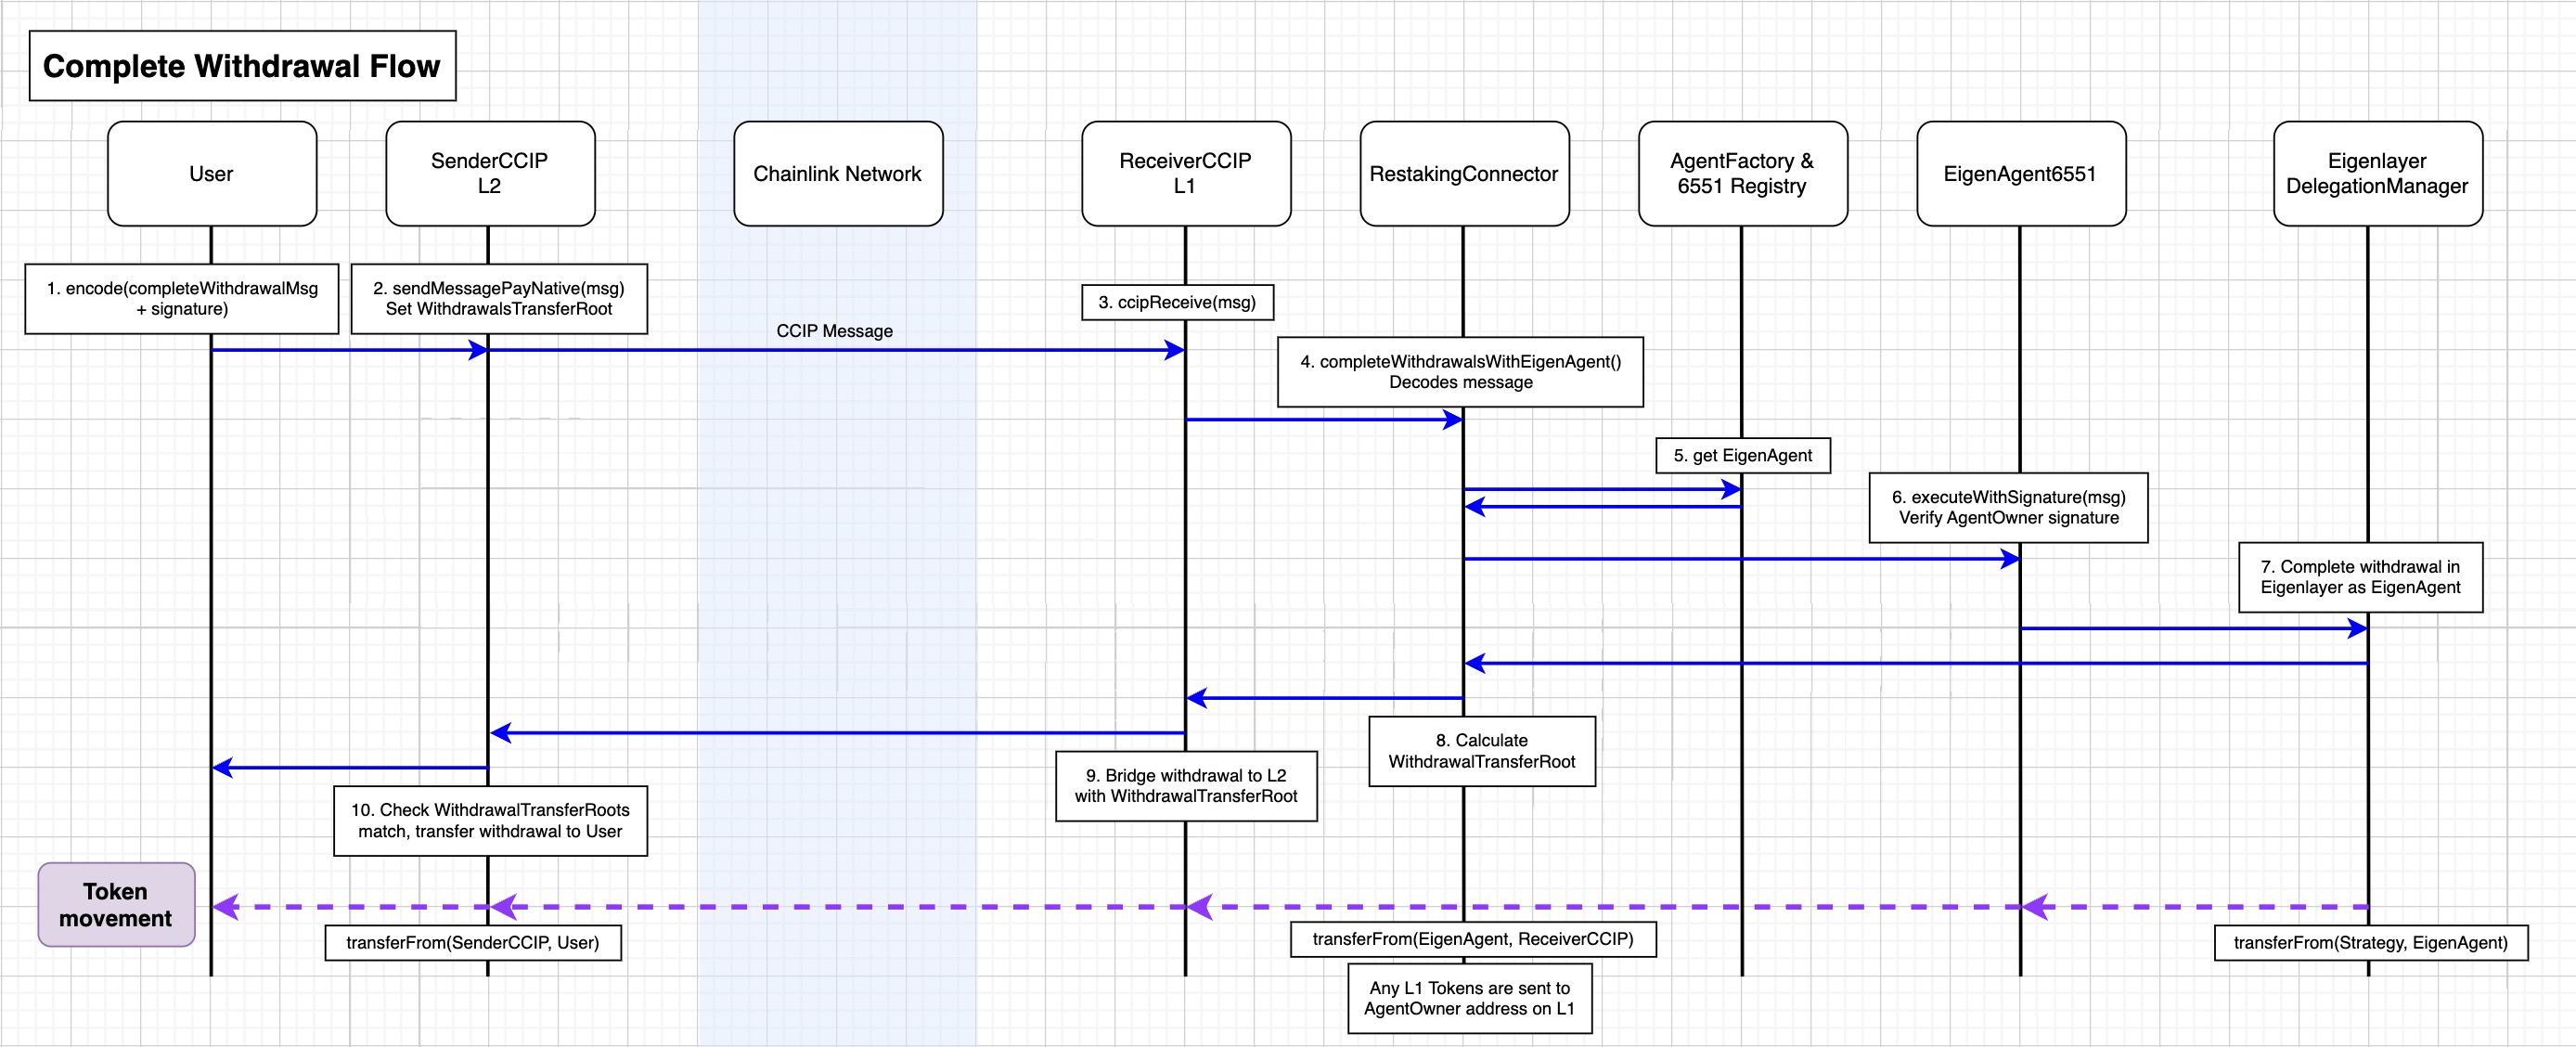 Complete Withdrawal Flow
User
SenderCCIP
L2
Chainlink Network
ReceiverCCIP
L1
RestakingConnector
AgentFactory &
6551 Registry
EigenAgent6551
Eigenlayer
DelegationManager
1. encode(completeWithdrawalMsg
+ signature)
2. sendMessagePayNative(msg)
Set WithdrawalsTransferRoot
CCIP Message
3. ccipReceive(msg)
4. completeWithdrawalsWithEigenAgent()
Decodes message
5. get EigenAgent
6. executeWithSignature(msg)
Verify AgentOwner signature
7. Complete withdrawal in
Eigenlayer as EigenAgent
8. Calculate
WithdrawalTransferRoot
9. Bridge withdrawal to L2
with WithdrawalTransferRoot
10. Check WithdrawalTransferRoots
match, transfer withdrawal to User
Token
movement
transferFrom(SenderCCIP, User)
transferFrom(EigenAgent, ReceiverCCIP)
transferFrom(Strategy, EigenAgent)
Any L1 Tokens are sent to
AgentOwner address on L1